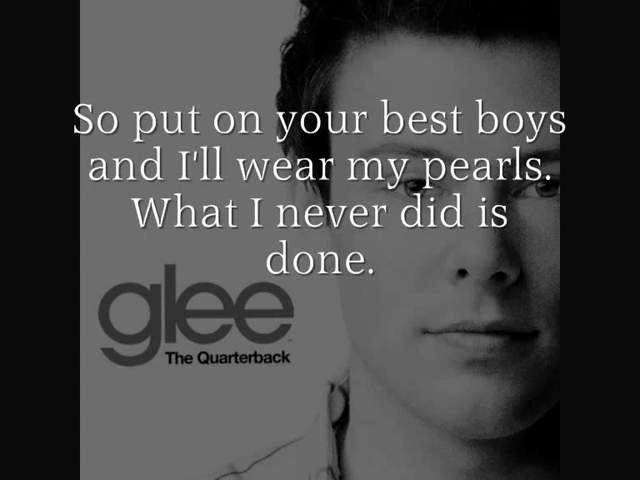 So put on your best boys
and I'll wear my pearls.
What I never did is
done.
glee
The Quarterback